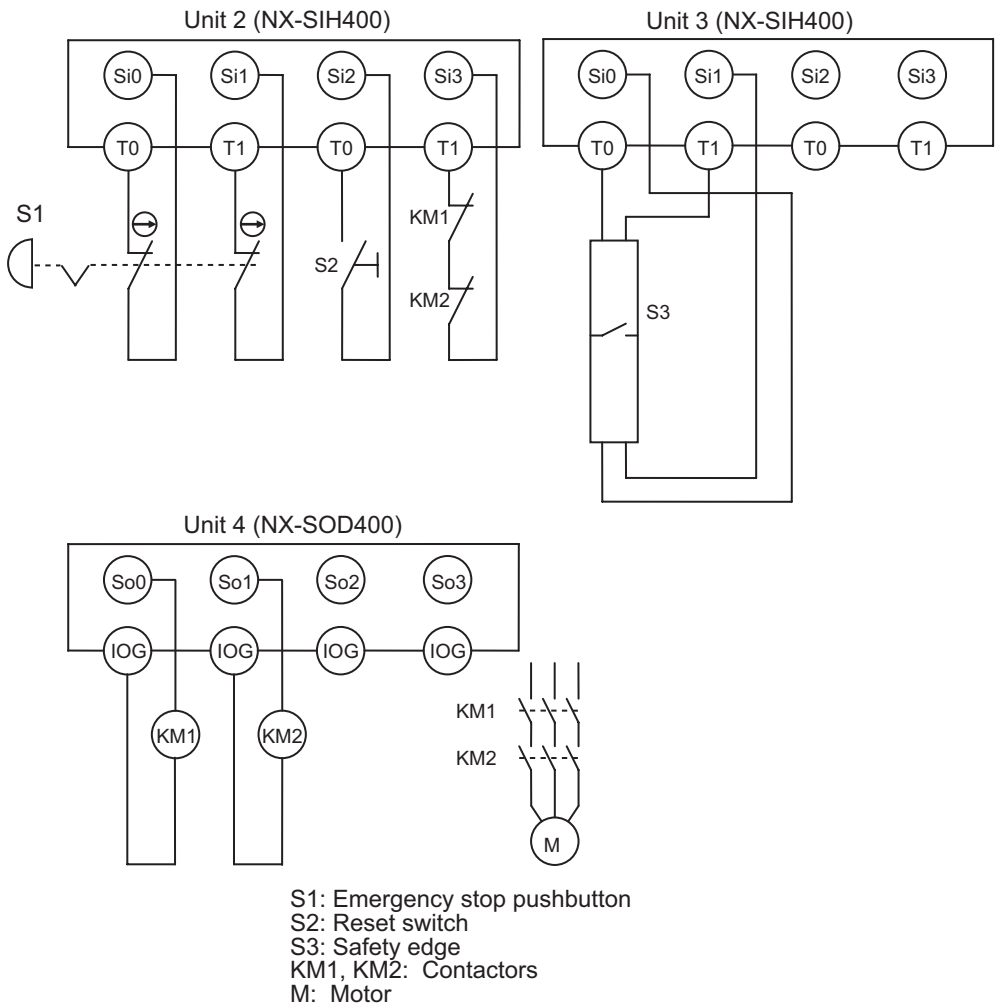 Unit 2 (NX-SIH400)
Unit 3 (NX-SIH400)
Si0 Si1 Si2 Si3
Si0 Si1 Si2 Si3
T0 T1 T0 T1
T0 T1 T0 T1
S1
KM1
S2
KM2
S3
Unit 4 (NX-SOD400)
So0 So1 So2 So3
IOG IOG IOG IOG
KM1 KM2
KM1
KM2
M
S1: Emergency stop pushbutton
S2: Reset switch
S3: Safety edge
KM1, KM2: Contactors
M: Motor